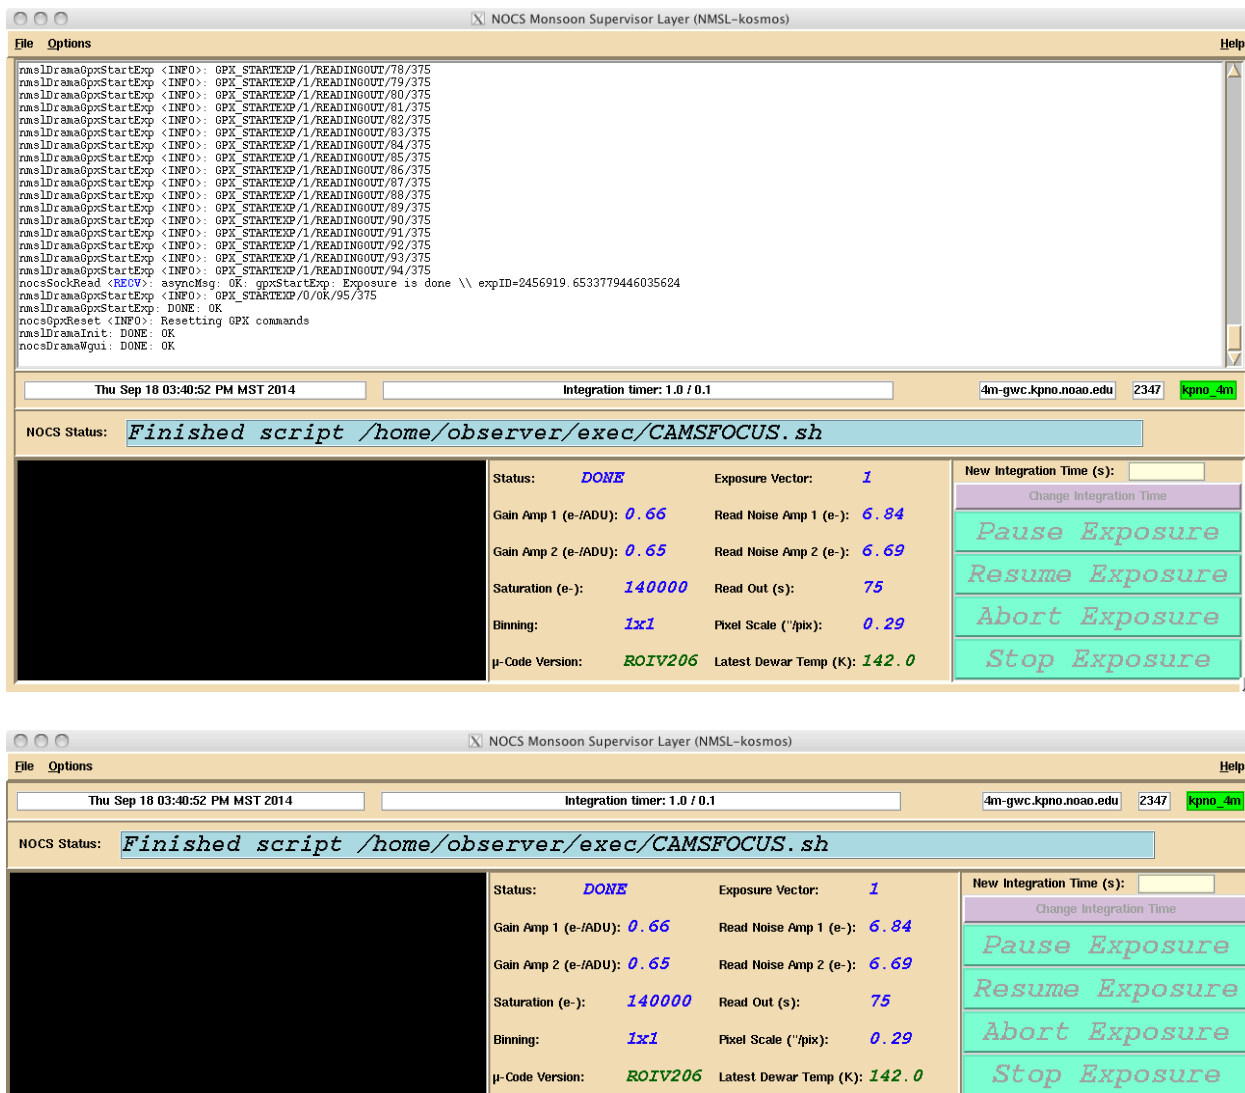 NOCS Monsoon Supervisor Layer (NMSL-kosmos)
File Options Help
nmslDramaGpxStartExp <INFO>: GPX_STARTEXP/1/READINGOUT/78/375
nmslDramaGpxStartExp <INFO>: GPX_STARTEXP/1/READINGOUT/79/375
nmslDramaGpxStartExp <INFO>: GPX_STARTEXP/1/READINGOUT/80/375
nmslDramaGpxStartExp <INFO>: GPX_STARTEXP/1/READINGOUT/81/375
nmslDramaGpxStartExp <INFO>: GPX_STARTEXP/1/READINGOUT/82/375
nmslDramaGpxStartExp <INFO>: GPX_STARTEXP/1/READINGOUT/83/375
nmslDramaGpxStartExp <INFO>: GPX_STARTEXP/1/READINGOUT/84/375
nmslDramaGpxStartExp <INFO>: GPX_STARTEXP/1/READINGOUT/85/375
nmslDramaGpxStartExp <INFO>: GPX_STARTEXP/1/READINGOUT/86/375
nmslDramaGpxStartExp <INFO>: GPX_STARTEXP/1/READINGOUT/87/375
nmslDramaGpxStartExp <INFO>: GPX_STARTEXP/1/READINGOUT/88/375
nmslDramaGpxStartExp <INFO>: GPX_STARTEXP/1/READINGOUT/89/375
nmslDramaGpxStartExp <INFO>: GPX_STARTEXP/1/READINGOUT/90/375
nmslDramaGpxStartExp <INFO>: GPX_STARTEXP/1/READINGOUT/91/375
nmslDramaGpxStartExp <INFO>: GPX_STARTEXP/1/READINGOUT/92/375
nmslDramaGpxStartExp <INFO>: GPX_STARTEXP/1/READINGOUT/93/375
nmslDramaGpxStartExp <INFO>: GPX_STARTEXP/1/READINGOUT/94/375
nocsSockRead <RECV>: asyncMsg: OK: gpxStartExp: Exposure is done \\ expID=2456919.6533779446035624
nmslDramaGpxStartExp <INFO>: GPX_STARTEXP/0/OK/95/375
nmslDramaGpxStartExp: DONE: OK
nocsGpxReset <INFO>: Resetting GPX commands
nmslDramaInit: DONE: OK
nocsDramaWgui: DONE: OK
Thu Sep 18 03:40:52 PM MST 2014 Integration timer: 1.0 / 0.1 4m-gwc.kpno.noao.edu 2347 kpno_4m
NOCS Status: Finished script /home/observer/exec/CAMSFOCUS.sh
Status: DONE Exposure Vector: 1 New Integration Time (s):
Change Integration Time
Gain Amp 1 (e-/ADU): 0.66 Read Noise Amp 1 (e-): 6.84 Pause Exposure
Gain Amp 2 (e-/ADU): 0.65 Read Noise Amp 2 (e-): 6.69 Resume Exposure
Saturation (e-): 140000 Read Out (s): 75
Binning: 1x1 Pixel Scale ("/pix): 0.29 Abort Exposure
µ-Code Version: ROIV206 Latest Dewar Temp (K): 142.0 Stop Exposure
NOCS Monsoon Supervisor Layer (NMSL-kosmos)
File Options Help
Thu Sep 18 03:40:52 PM MST 2014 Integration timer: 1.0 / 0.1 4m-gwc.kpno.noao.edu 2347 kpno_4m
NOCS Status: Finished script /home/observer/exec/CAMSFOCUS.sh
Status: DONE Exposure Vector: 1 New Integration Time (s):
Change Integration Time
Gain Amp 1 (e-/ADU): 0.66 Read Noise Amp 1 (e-): 6.84 Pause Exposure
Gain Amp 2 (e-/ADU): 0.65 Read Noise Amp 2 (e-): 6.69 Resume Exposure
Saturation (e-): 140000 Read Out (s): 75
Binning: 1x1 Pixel Scale ("/pix): 0.29 Abort Exposure
µ-Code Version: ROIV206 Latest Dewar Temp (K): 142.0 Stop Exposure